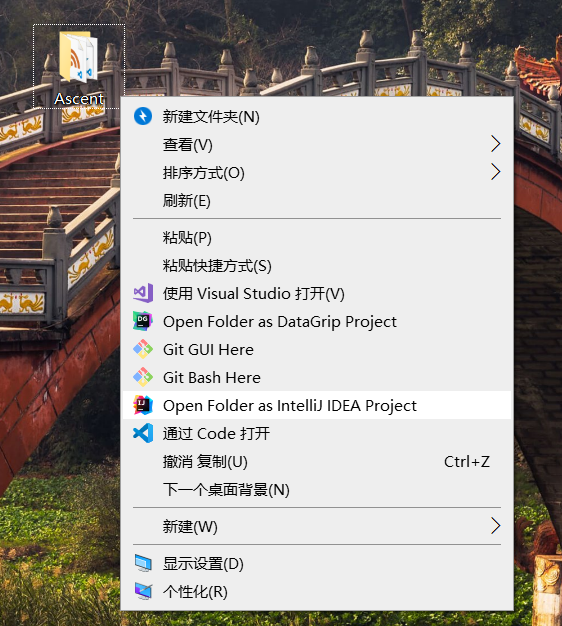 Ascent
新建文件夹(N)
查看(V)
排序方式(O)
刷新(E)
粘贴(P)
粘贴快捷方式(S)
使用 Visual Studio 打开(V)
Open Folder as DataGrip Project
Git GUI Here
Git Bash Here
Open Folder as IntelliJ IDEA Project
通过 Code 打开
撤消 复制(U) Ctrl+Z
下一个桌面背景(N)
新建(W)
显示设置(D)
个性化(R)